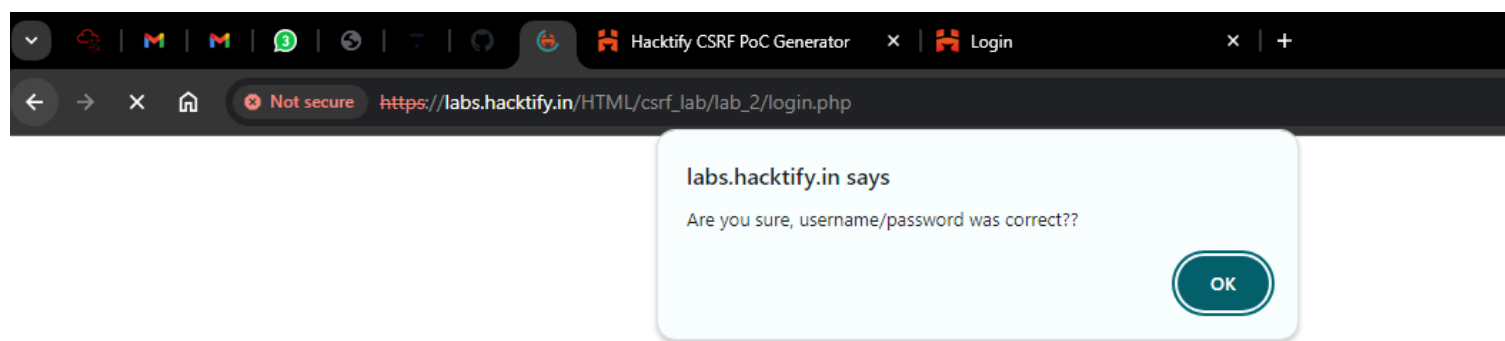 3
Hacktify CSRF PoC Generator
Login
Not secure https://labs.hacktify.in/HTML/csrf_lab/lab_2/login.php
labs.hacktify.in says
Are you sure, username/password was correct??
OK